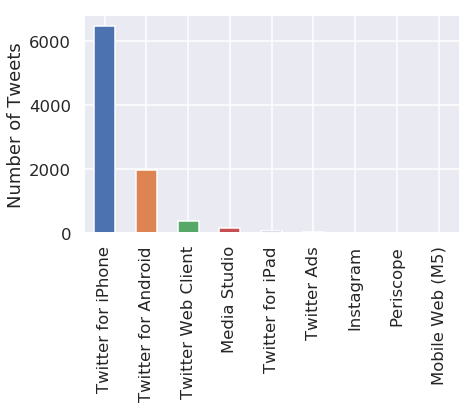 Number of Tweets
6000
4000
2000
0
Twitter for iPhone
Twitter for Android
Twitter Web Client
Media Studio
Twitter for iPad
Twitter Ads
Instagram
Periscope
Mobile Web (M5)